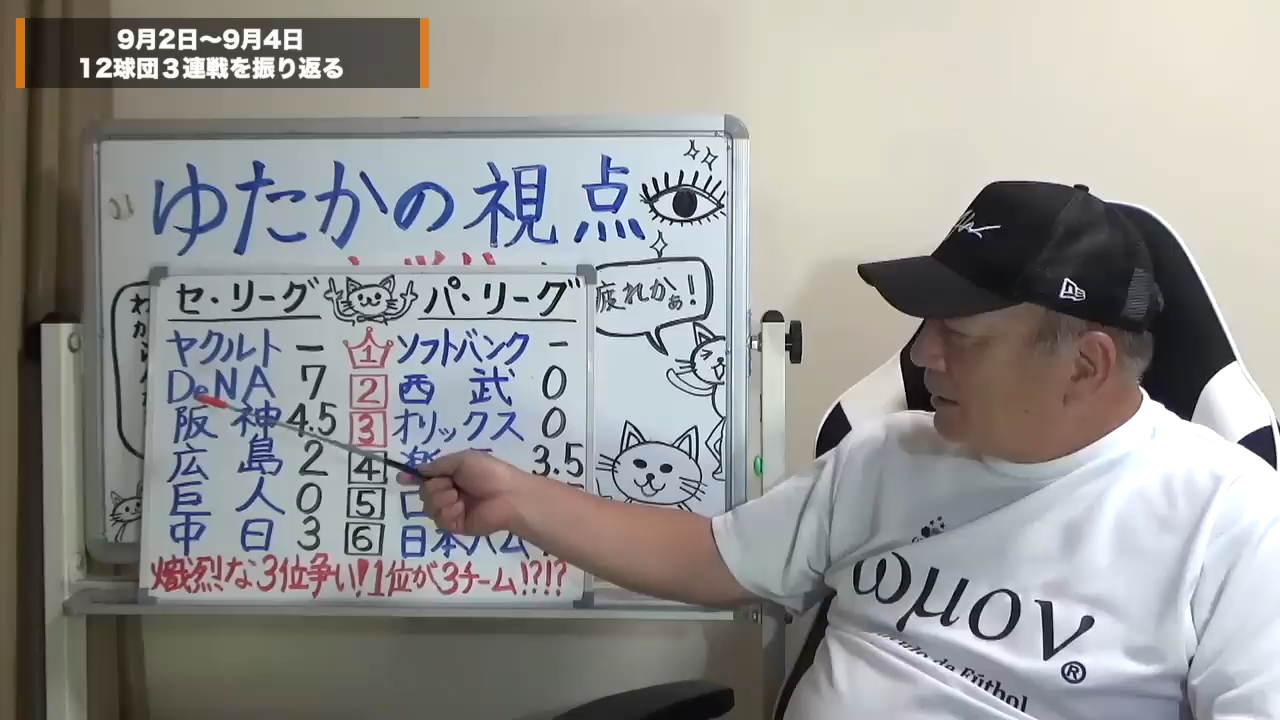 9月2日〜9月4日
12球団3連戦を振り返る
ゆたかの視点
疲れかぁ!
セ・リーグ パ・リーグ
ヤクルト ー 1 ソフトバンク ー
DeNA 7 2 西武 0
阪神 4.5 3 オリックス 0
広島 2 4 楽 3.5
巨人 0 5 ロ
中日 3 6 日本ハム
熾烈な3位争い!1位が3チーム!?!?
ωμον®
de Fútbol